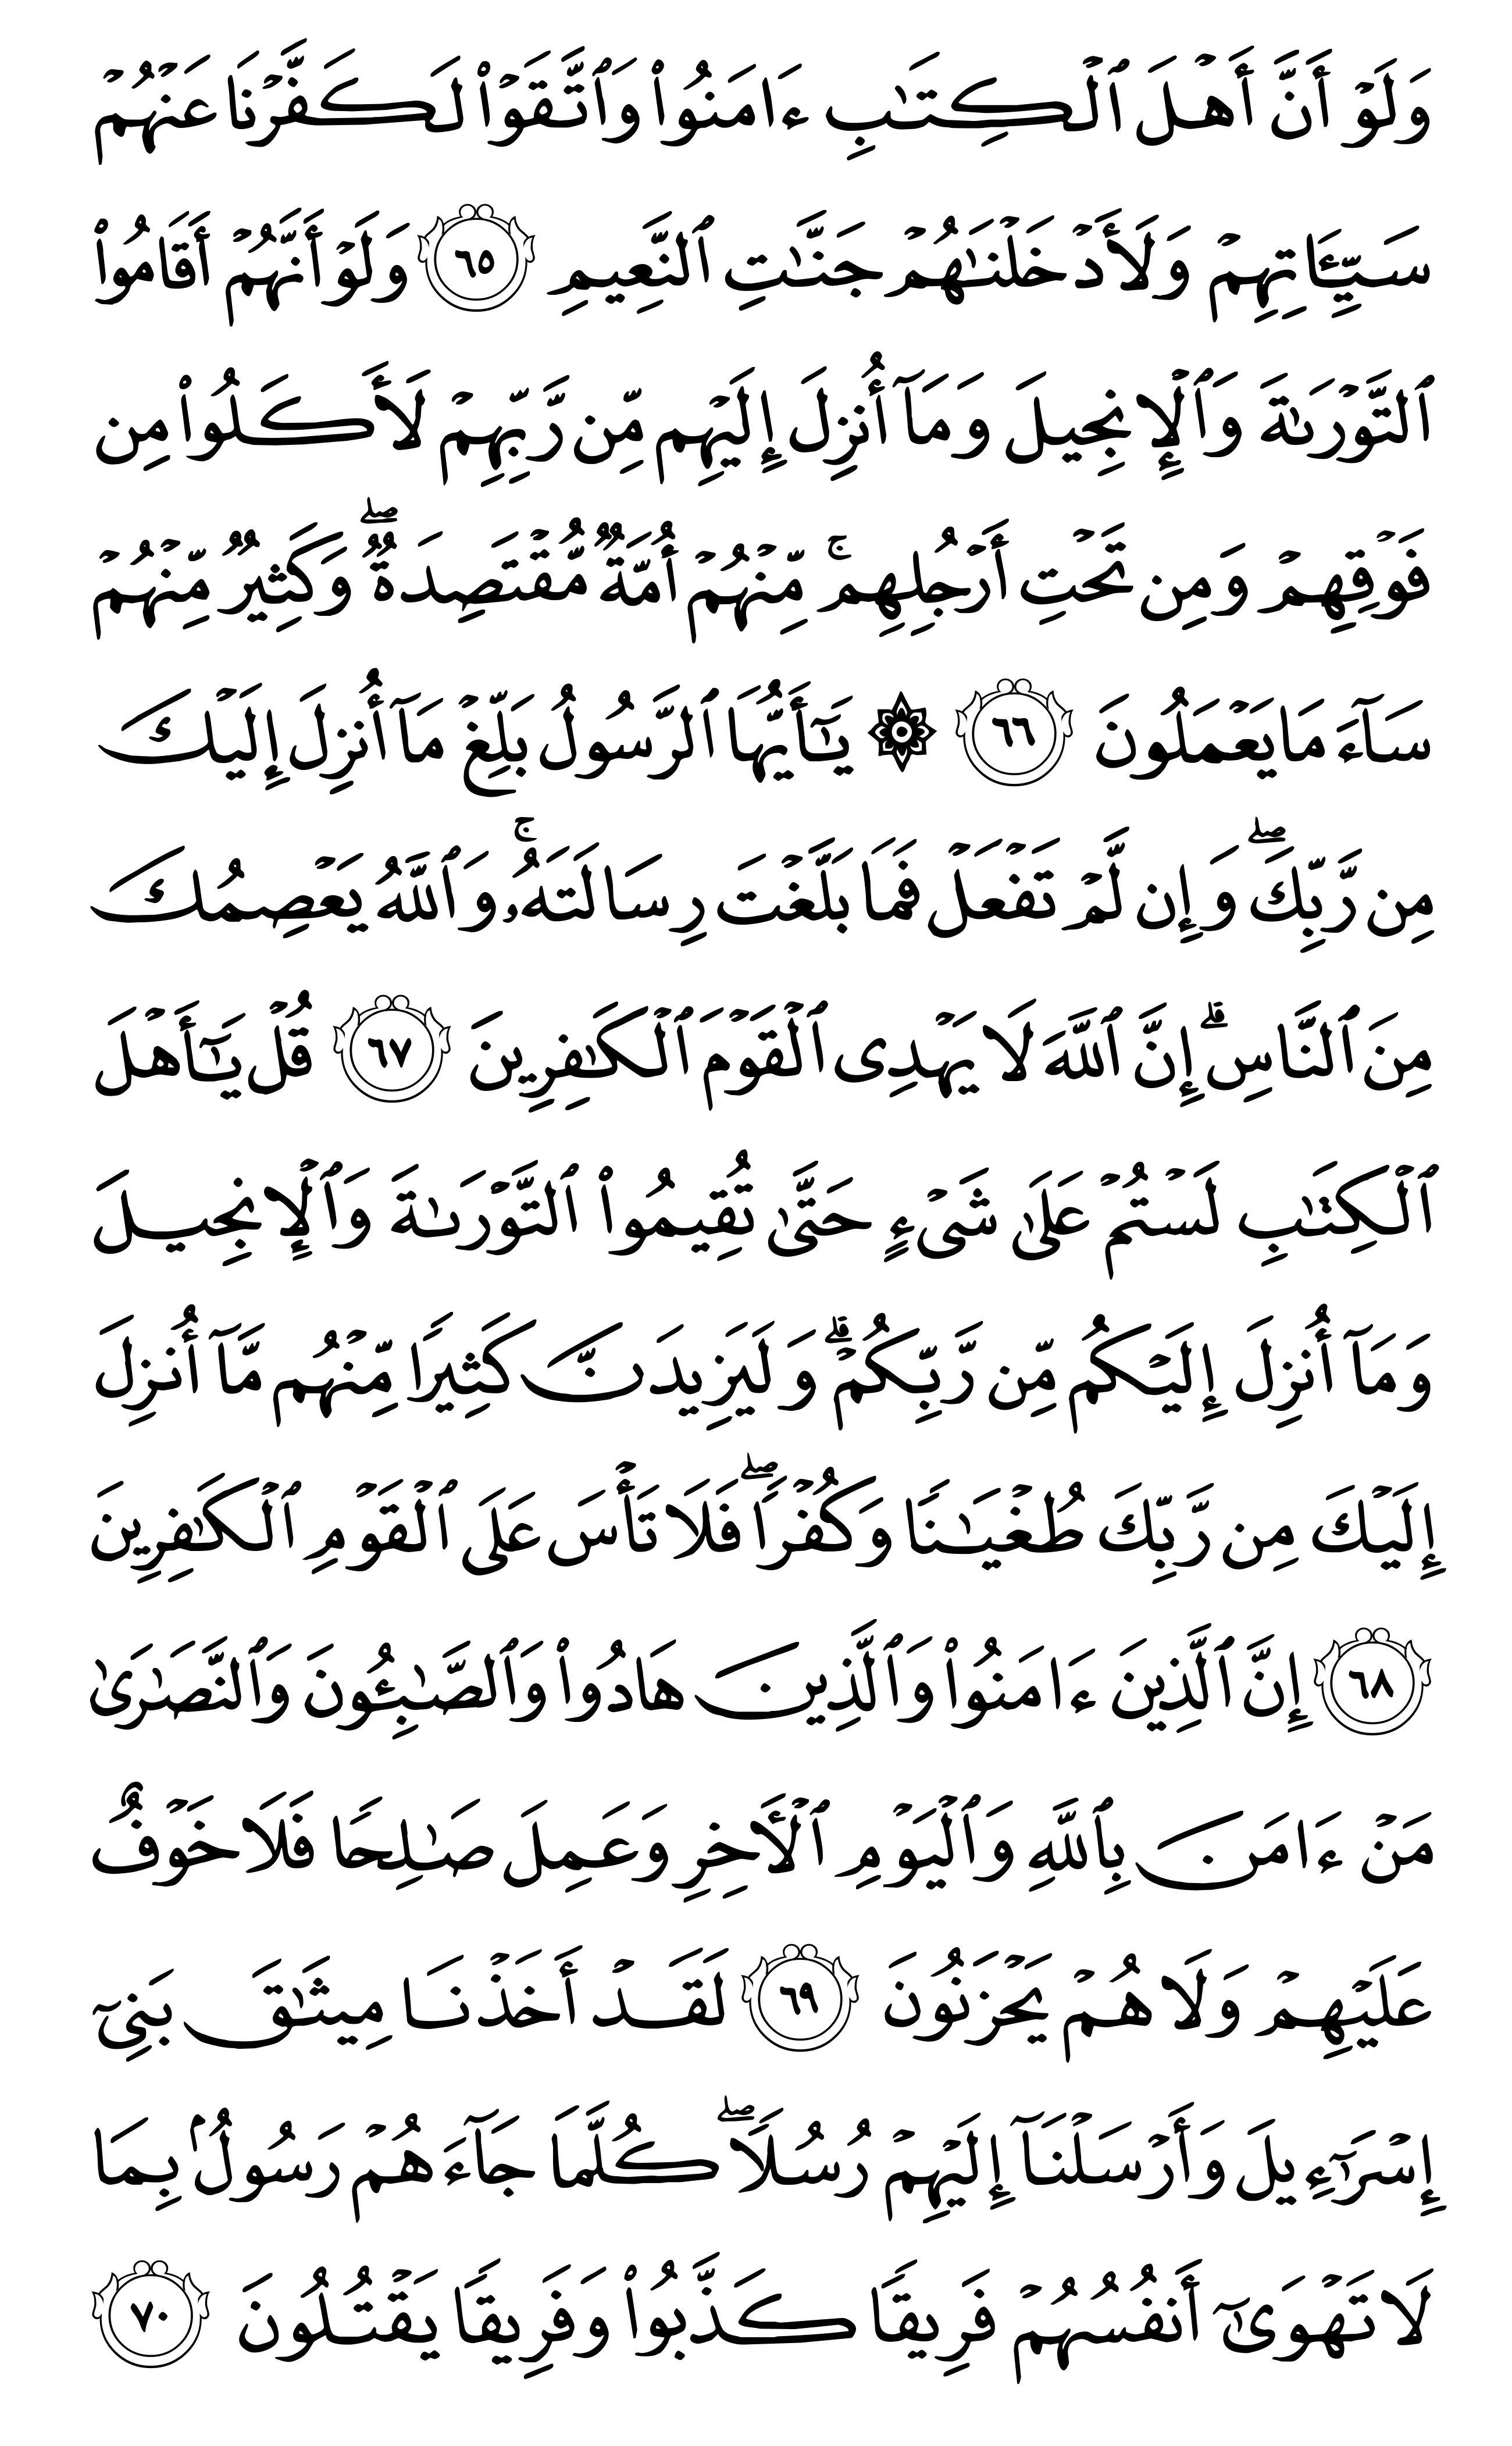 وَلَوْ أَنَّ أَهْلَ ٱلْكِتَٰبِ ءَامَنُوا۟ وَٱتَّقَوْا۟ لَكَفَّرْنَا عَنْهُمْ
سَيِّـَٔاتِهِمْ وَلَأَدْخَلْنَٰهُمْ جَنَّٰتِ ٱلنَّعِيمِ ٦٥ وَلَوْ أَنَّهُمْ أَقَامُوا۟
ٱلتَّوْرَىٰةَ وَٱلْإِنجِيلَ وَمَآ أُنزِلَ إِلَيْهِم مِّن رَّبِّهِمْ لَأَكَلُوا۟ مِن
فَوْقِهِمْ وَمِن تَحْتِ أَرْجُلِهِم ۚ مِّنْهُمْ أُمَّةٌ مُّقْتَصِدَةٌ ۖ وَكَثِيرٌ مِّنْهُمْ
سَآءَ مَا يَعْمَلُونَ ٦٦ ۞ يَٰٓأَيُّهَا ٱلرَّسُولُ بَلِّغْ مَآ أُنزِلَ إِلَيْكَ
مِن رَّبِّكَ ۖ وَإِن لَّمْ تَفْعَلْ فَمَا بَلَّغْتَ رِسَالَتَهُۥ ۚ وَٱللَّهُ يَعْصِمُكَ
مِنَ ٱلنَّاسِ ۗ إِنَّ ٱللَّهَ لَا يَهْدِى ٱلْقَوْمَ ٱلْكَٰفِرِينَ ٦٧ قُلْ يَٰٓأَهْلَ
ٱلْكِتَٰبِ لَسْتُمْ عَلَىٰ شَىْءٍ حَتَّىٰ تُقِيمُوا۟ ٱلتَّوْرَىٰةَ وَٱلْإِنجِيلَ
وَمَآ أُنزِلَ إِلَيْكُم مِّن رَّبِّكُمْ ۗ وَلَيَزِيدَنَّ كَثِيرًا مِّنْهُم مَّآ أُنزِلَ
إِلَيْكَ مِن رَّبِّكَ طُغْيَٰنًا وَكُفْرًا ۖ فَلَا تَأْسَ عَلَى ٱلْقَوْمِ ٱلْكَٰفِرِينَ
٦٨ إِنَّ ٱلَّذِينَ ءَامَنُوا۟ وَٱلَّذِينَ هَادُوا۟ وَٱلصَّٰبِـُٔونَ وَٱلنَّصَٰرَىٰ
مَنْ ءَامَنَ بِٱللَّهِ وَٱلْيَوْمِ ٱلْـَٔاخِرِ وَعَمِلَ صَٰلِحًا فَلَا خَوْفٌ
عَلَيْهِمْ وَلَا هُمْ يَحْزَنُونَ ٦٩ لَقَدْ أَخَذْنَا مِيثَٰقَ بَنِىٓ
إِسْرَٰٓءِيلَ وَأَرْسَلْنَآ إِلَيْهِمْ رُسُلًا ۖ كُلَّمَا جَآءَهُمْ رَسُولٌۢ بِمَا
لَا تَهْوَىٰٓ أَنفُسُهُمْ فَرِيقًا كَذَّبُوا۟ وَفَرِيقًا يَقْتُلُونَ ٧٠